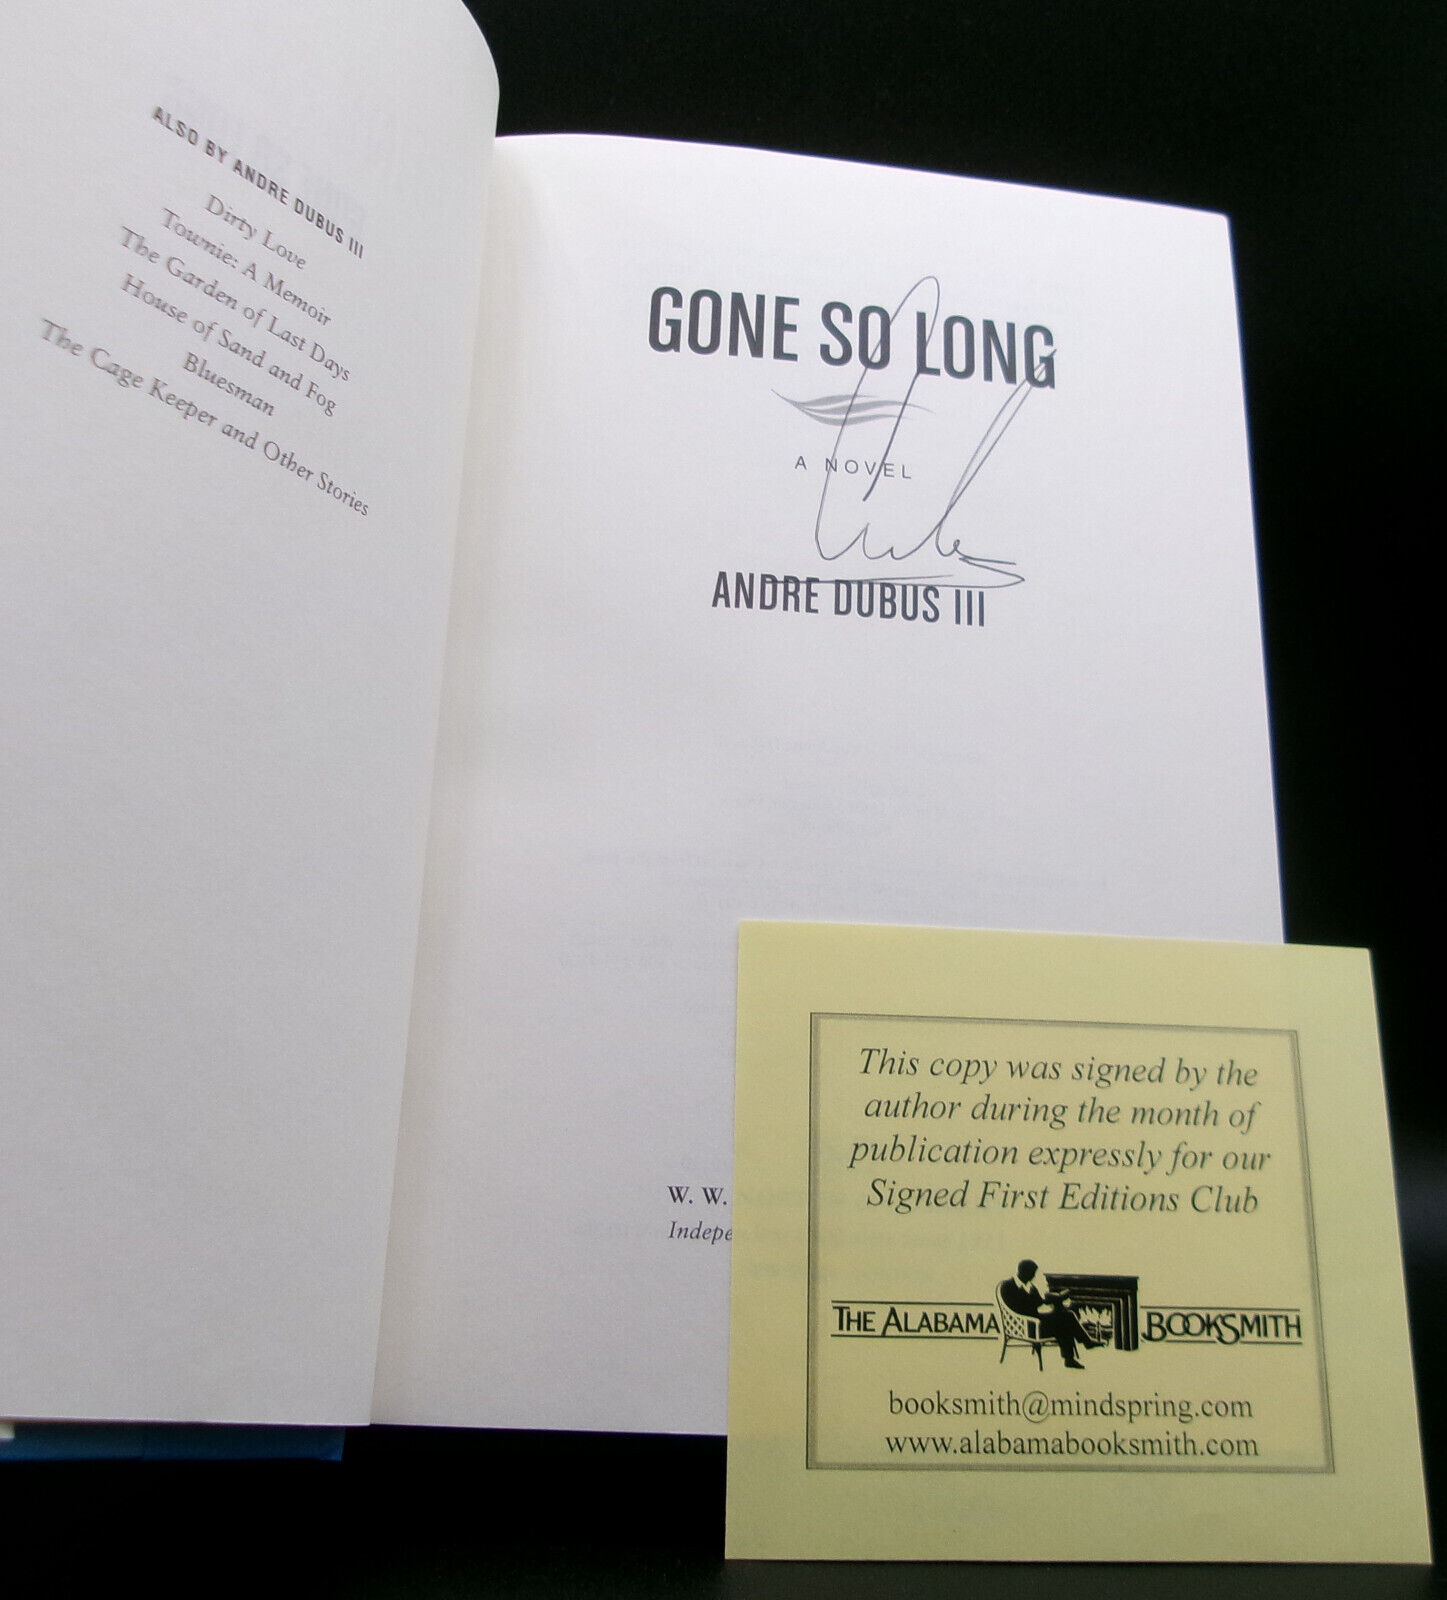 ALSO BY ANDRE DUBUS III
Dirty Love
Townie: A Memoir
The Garden of Last Days
House of Sand and Fog
Bluesman
The Cage Keeper and Other Stories
GONE SO LONG
A NOVEL
ANDRE DUBUS III
W. W.
Indepe
This copy was signed by the
author during the month of
publication expressly for our
Signed First Editions Club
THE ALABAMA BOOKSMITH
booksmith@mindspring.com
www.alabamabooksmith.com